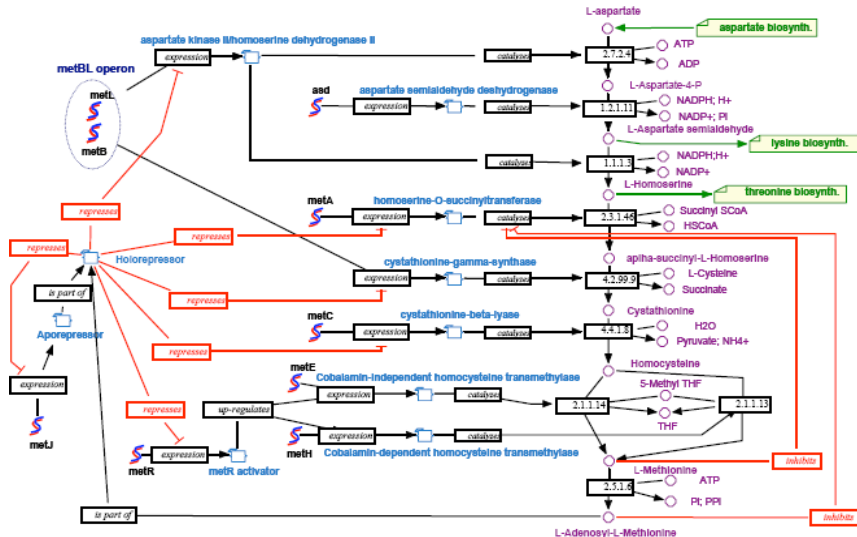 L-aspartate
aspartate biosynth.
aspartate kinase II/homoserine dehydrogenase II
expression
catalyses
2.7.2.4
ATP
ADP
metBL operon
metL
metB
L-Aspartate-4-P
asd
aspartate semialdehyde deshydrogenase
expression
catalyses
1.2.1.11
NADPH; H+
NADP+; PI
L-Aspartate semialdehyde
lysine biosynth.
catalyses
1.1.1.3
NADPH;H+
NADP+
L-Homoserine
threonine biosynth.
represses
metA
homoserine-O-succinyltransferase
expression
catalyses
2.3.1.46
Succinyl SCoA
HSCoA
represses
represses
Holorepressor
alpha-succinyl-L-Homoserine
cystathionine-gamma-synthase
expression
catalyses
4.2.99.9
L-Cysteine
Succinate
is part of
represses
Aporepressor
Cystathionine
metC
cystathionine-beta-lyase
expression
catalyses
4.4.1.8
H2O
Pyruvate; NH4+
represses
Homocysteine
metE
Cobalamin-independent homocysteine transmethylase
expression
catalyses
5-Methyl THF
2.1.1.14
2.1.1.13
THF
expression
metJ
represses
up-regulates
metH
expression
catalyses
Cobalamin-dependent homocysteine transmethylase
metR
expression
metR activator
inhibits
L-Methionine
2.5.1.6
ATP
PI; PPI
is part of
L-Adenosyl-L-Methionine
inhibits